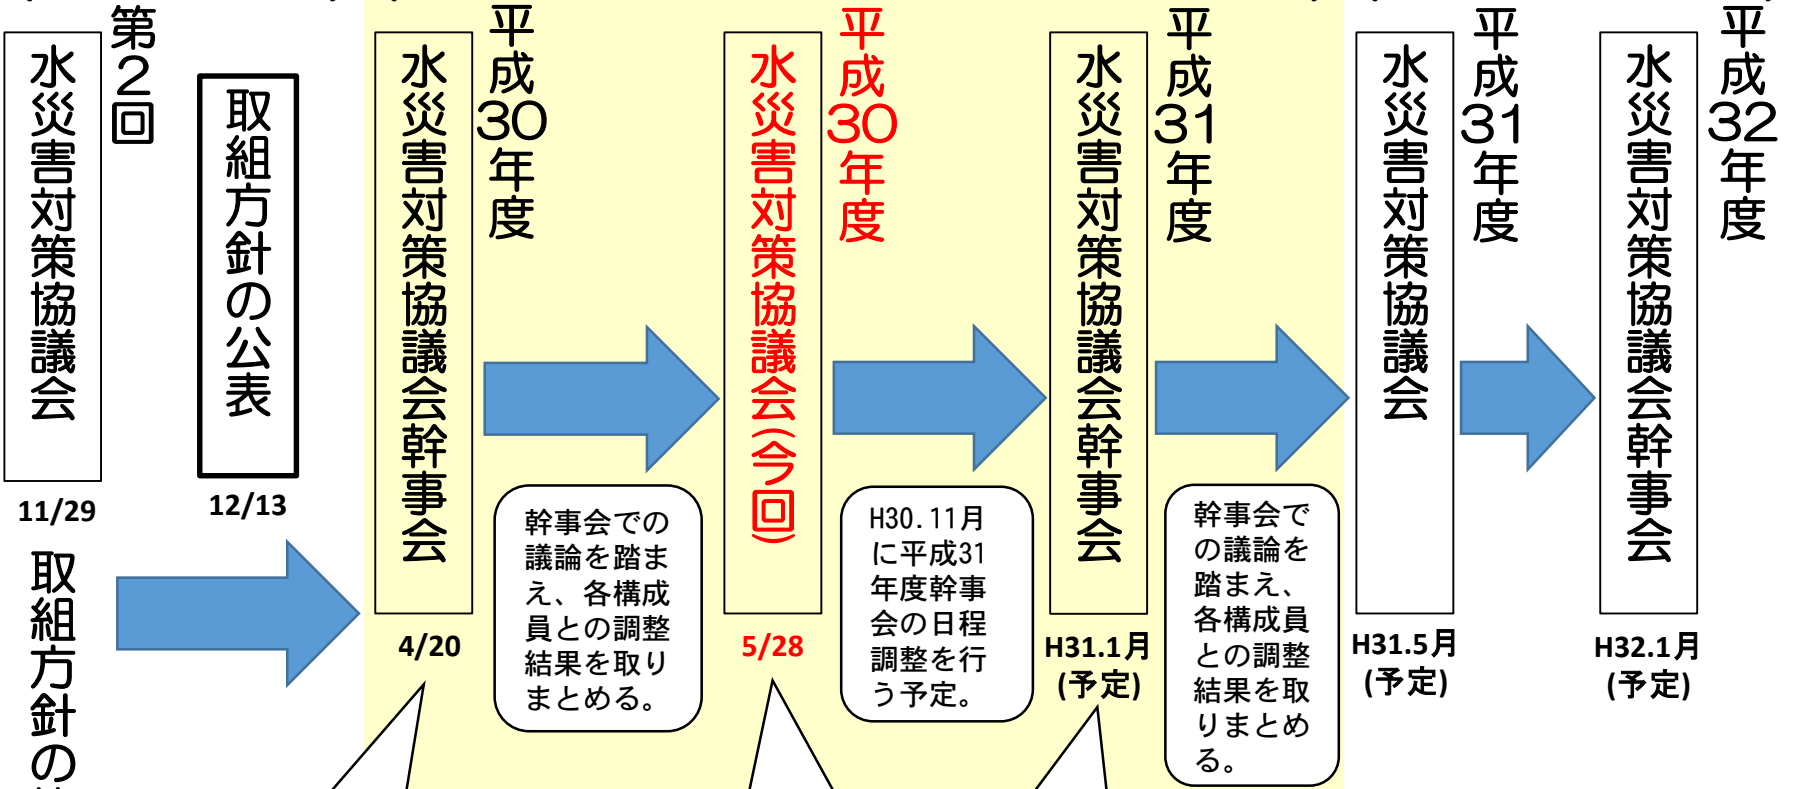 第2回
水災害対策協議会
11/29
取組方針の
取組方針の公表
12/13
平成30年度
水災害対策協議会幹事会
4/20
幹事会での
議論を踏ま
え、各構成
員との調整
結果を取り
まとめる。
平成30年度
水災害対策協議会(今回)
5/28
H30.11月
に平成31
年度幹事
会の日程
調整を行
う予定。
平成31年度
水災害対策協議会幹事会
H31.1月
(予定)
幹事会で
の議論を
踏まえ、
各構成員
との調整
結果を取
りまとめ
る。
平成31年度
水災害対策協議会
H31.5月
(予定)
平成32年度
水災害対策協議会幹事会
H32.1月
(予定)